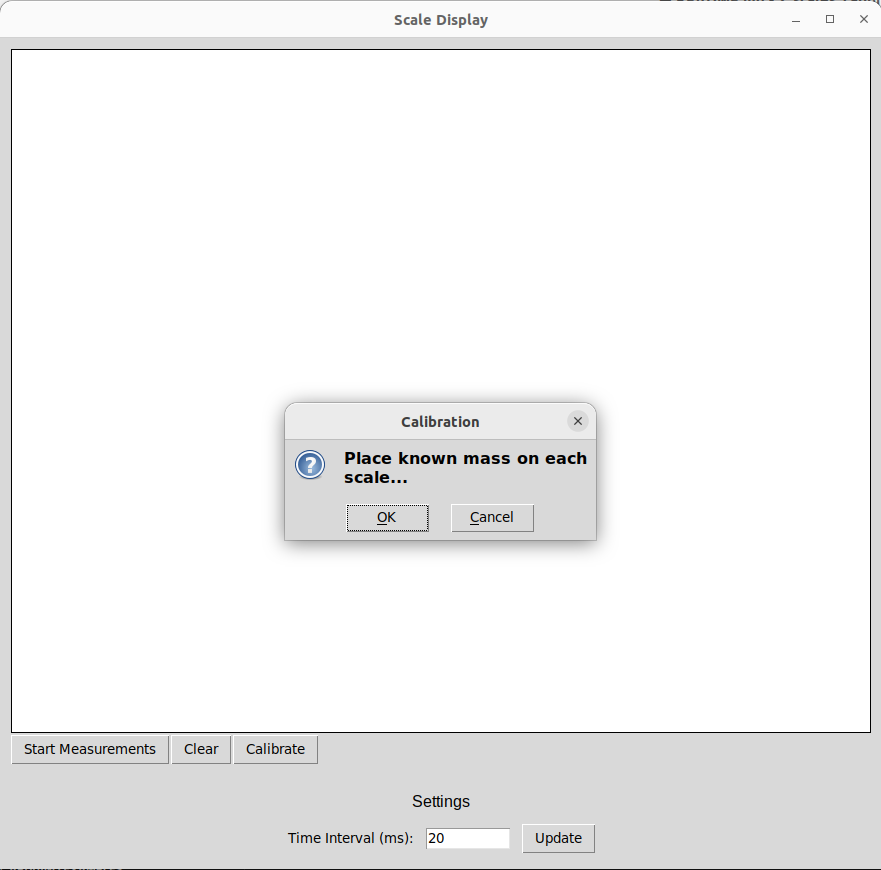 Scale Display
Calibration
Place known mass on each
scale...
OK
Cancel
Start Measurements
Clear
Calibrate
Settings
Time Interval (ms):
20
Update